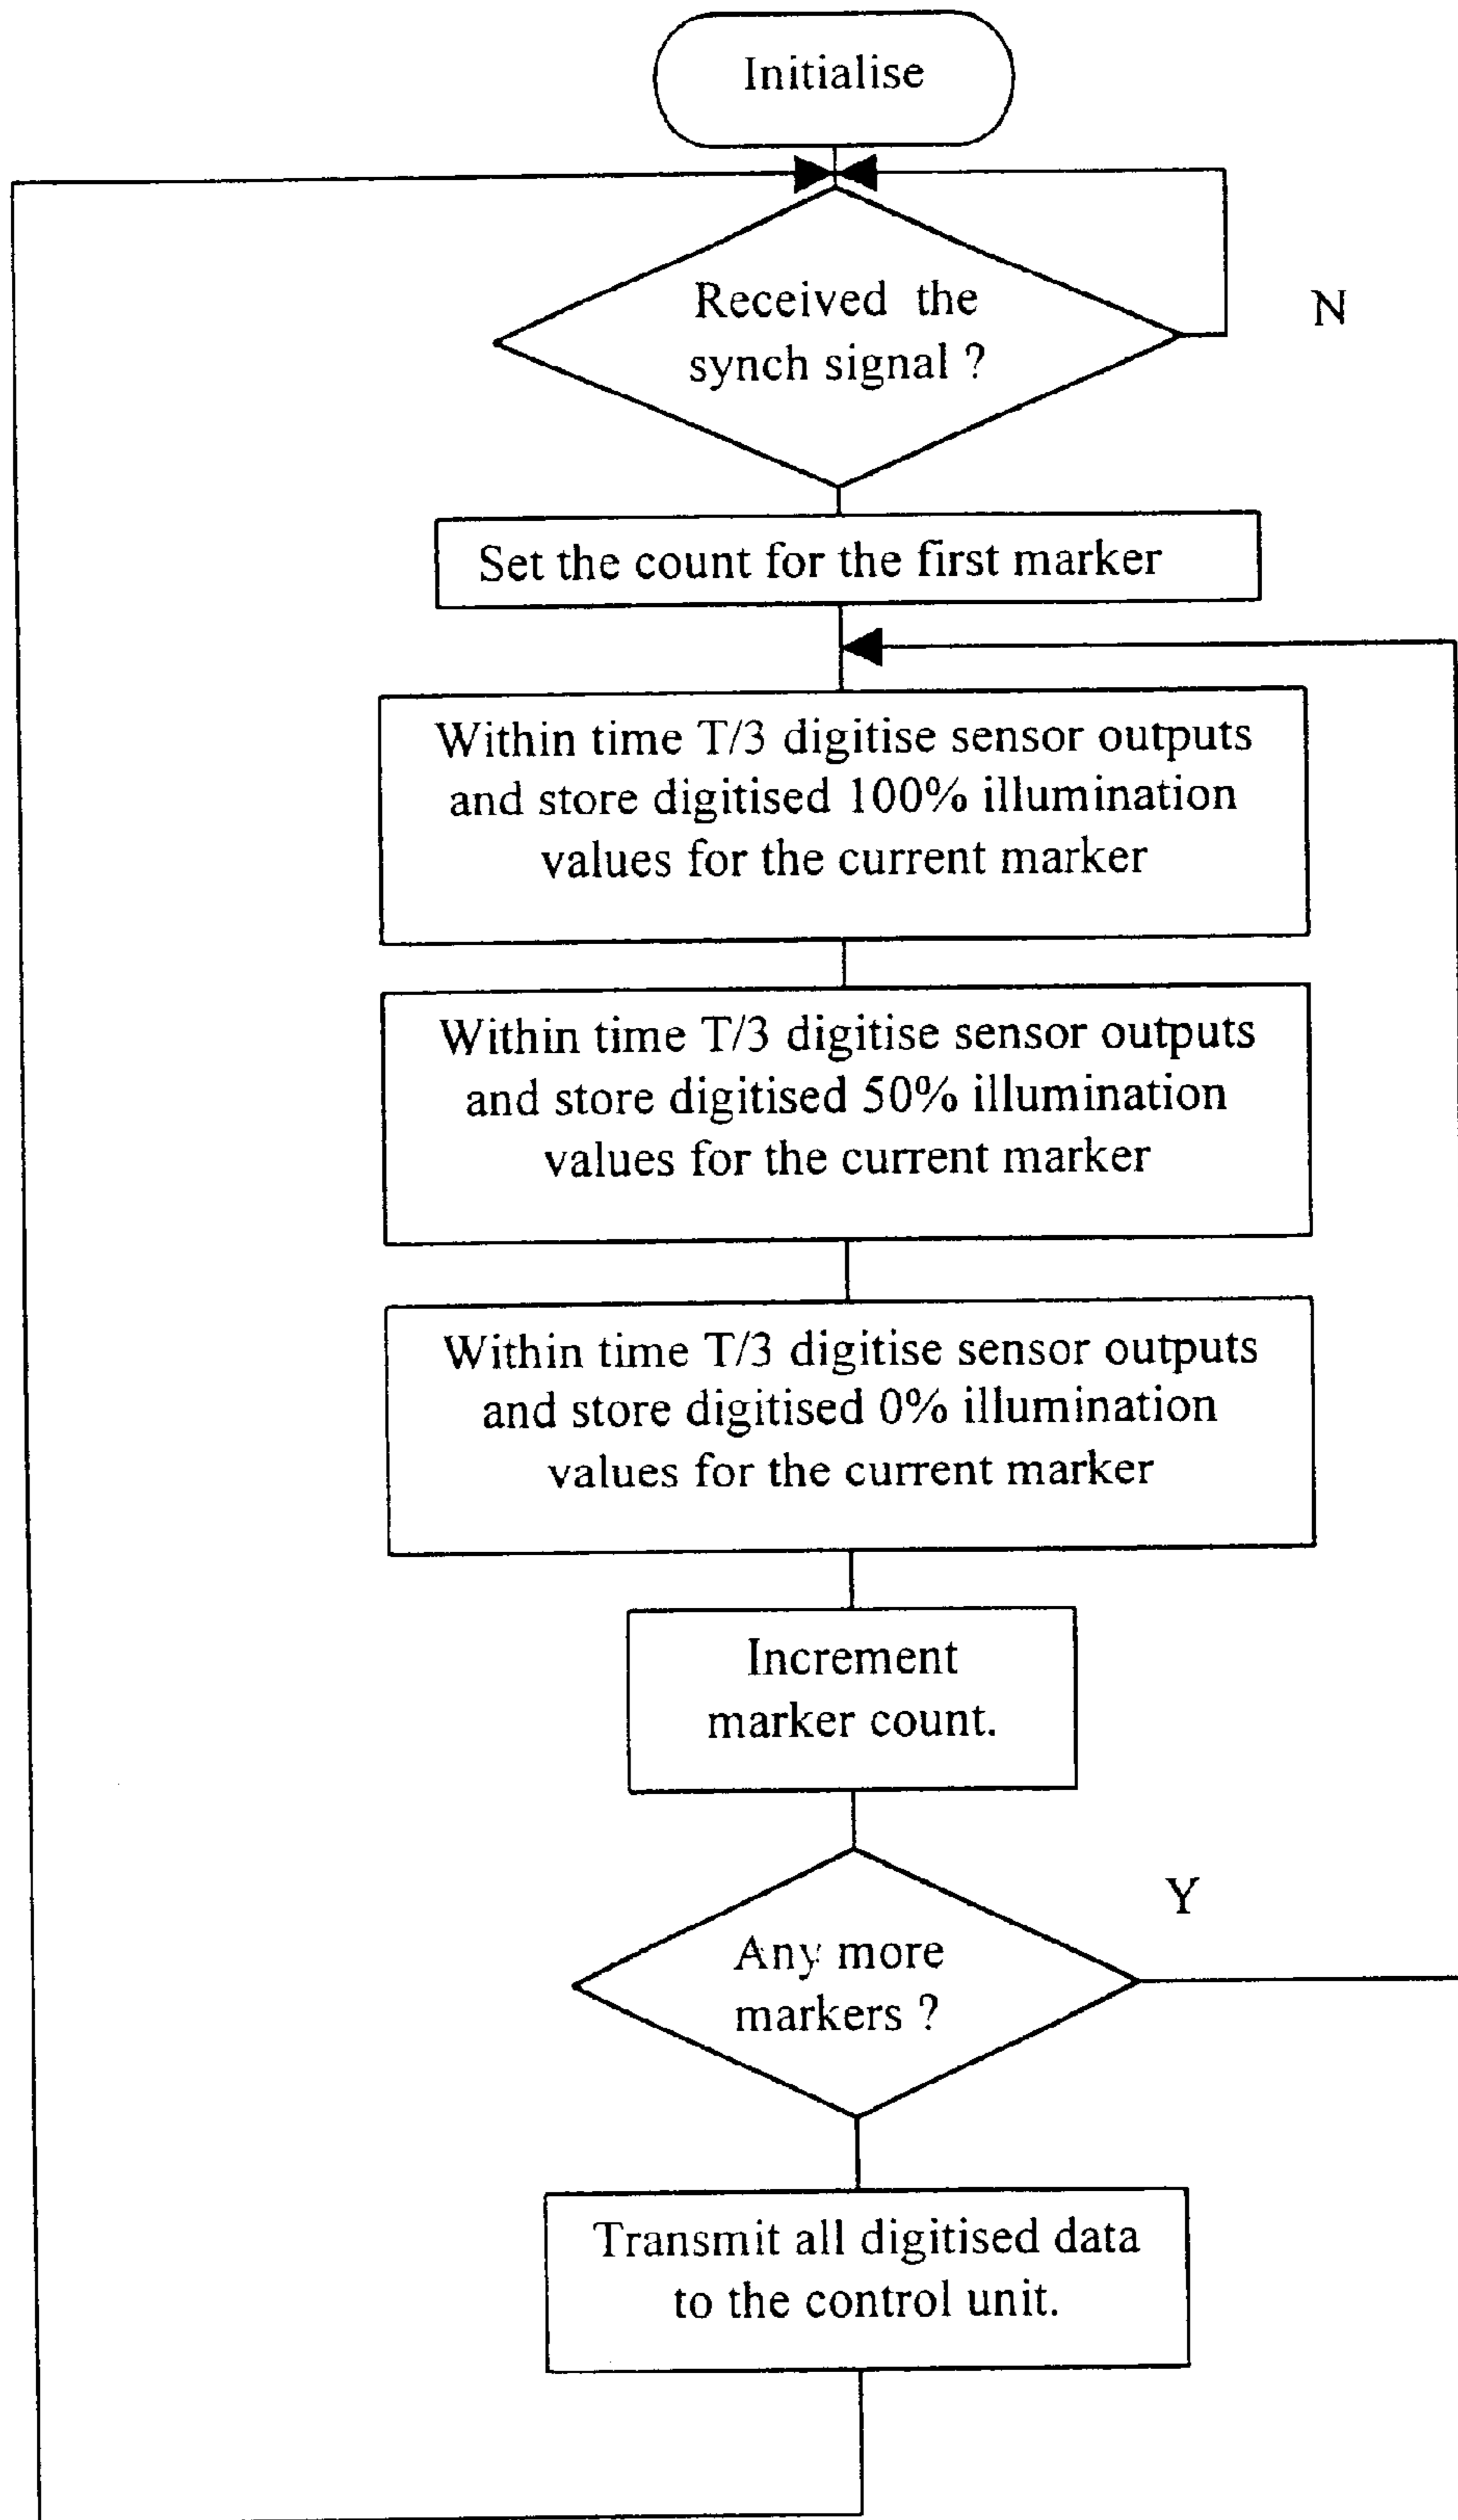 Initialise
Received the
synch signal ?
N
Set the count for the first marker
Within time T/3 digitise sensor outputs
and store digitised 100% illumination
values for the current marker
Within time T/3 digitise sensor outputs
and store digitised 50% illumination
values for the current marker
Within time T/3 digitise sensor outputs
and store digitised 0% illumination
values for the current marker
Increment
marker count.
Y
Any more
markers ?
Transmit all digitised data
to the control unit.